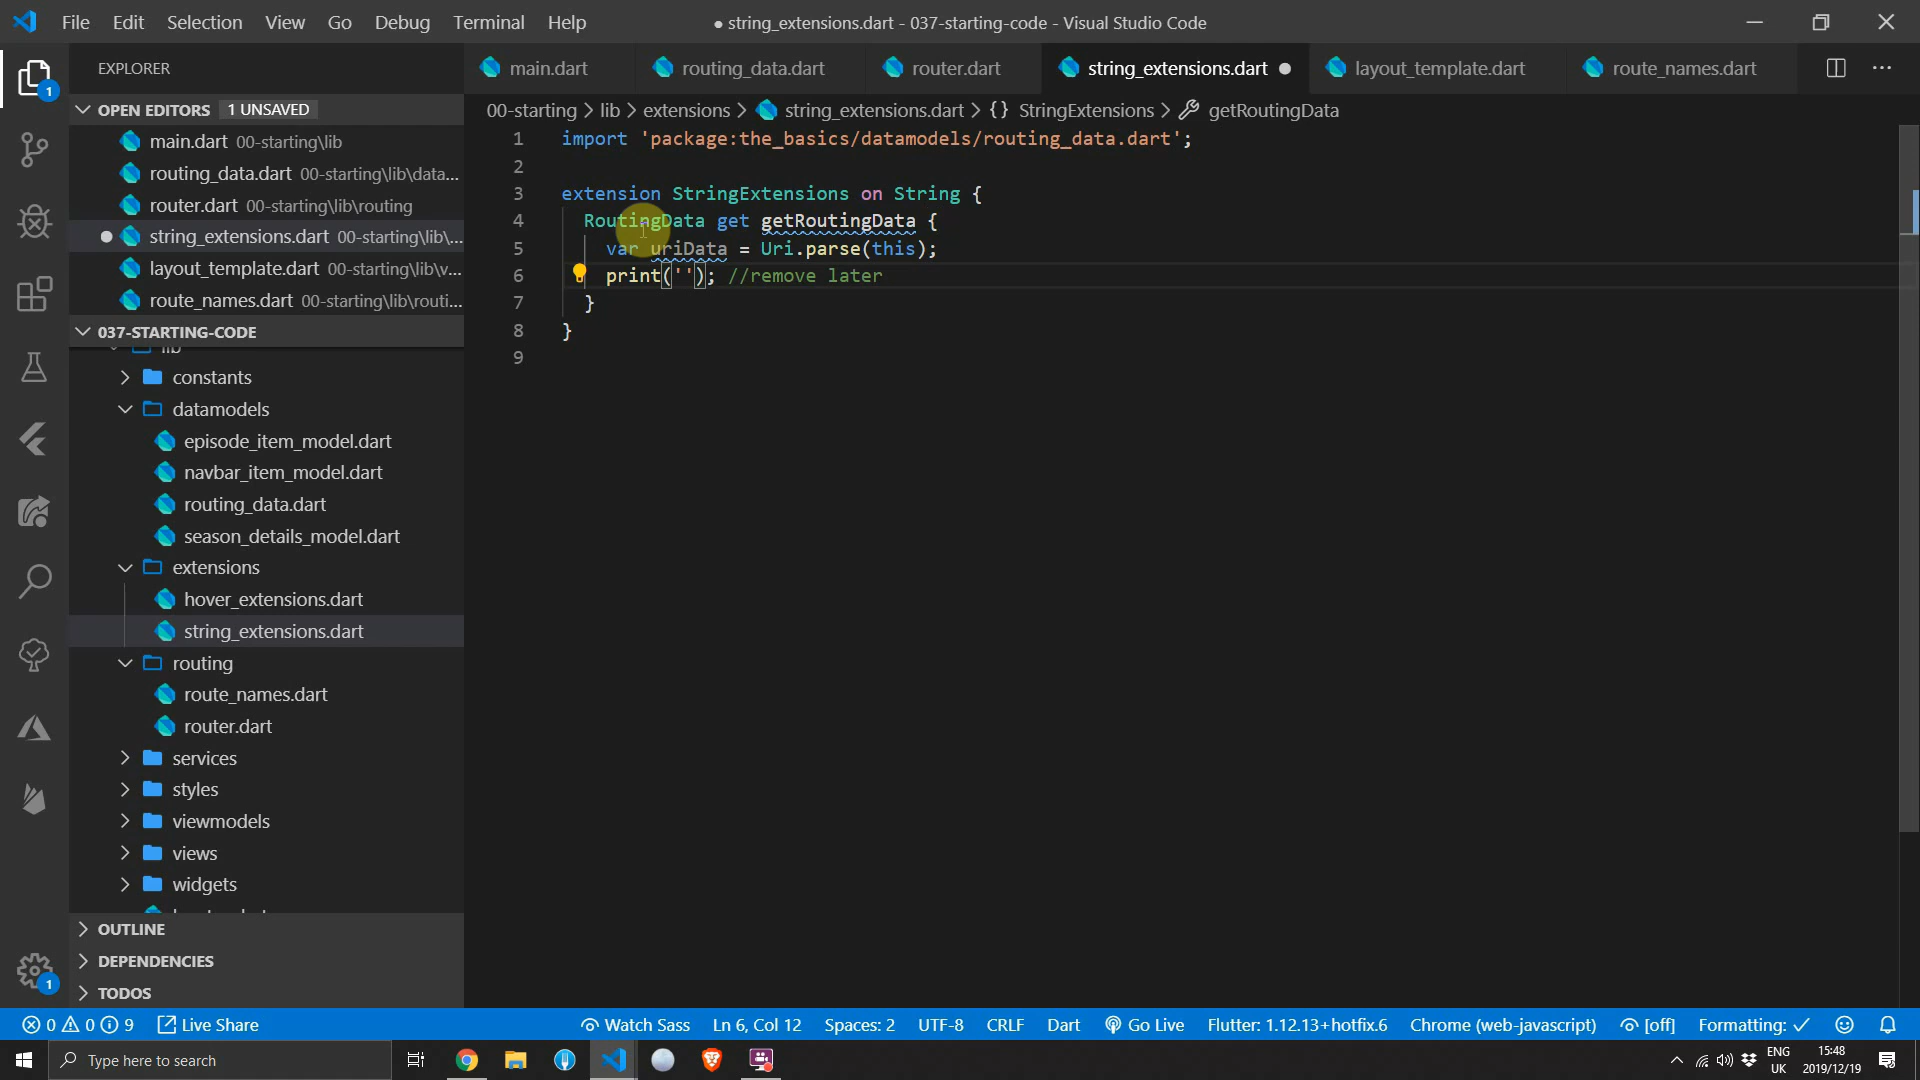 File Edit Selection View Go Debug Terminal Help
● string_extensions.dart - 037-starting-code - Visual Studio Code
EXPLORER
main.dart routing_data.dart router.dart string_extensions.dart layout_template.dart route_names.dart
OPEN EDITORS 1 UNSAVED
00-starting > lib > extensions > string_extensions.dart > {} StringExtensions > getRoutingData
main.dart 00-starting\lib
routing_data.dart 00-starting\lib\data...
router.dart 00-starting\lib\routing
string_extensions.dart 00-starting\lib\...
layout_template.dart 00-starting\lib\v...
route_names.dart 00-starting\lib\routi...
037-STARTING-CODE
lib
constants
datamodels
episode_item_model.dart
navbar_item_model.dart
routing_data.dart
season_details_model.dart
extensions
hover_extensions.dart
string_extensions.dart
routing
route_names.dart
router.dart
services
styles
viewmodels
views
widgets
OUTLINE
DEPENDENCIES
TODOS
1
1
1 import 'package:the_basics/datamodels/routing_data.dart';
2
3 extension StringExtensions on String {
4 RoutingData get getRoutingData {
5 var uriData = Uri.parse(this);
6 print(''); //remove later
7 }
8 }
9
0 0 9 Live Share Watch Sass Ln 6, Col 12 Spaces: 2 UTF-8 CRLF Dart Go Live Flutter: 1.12.13+hotfix.6 Chrome (web-javascript) [off] Formatting: ✓
Type here to search
ENG
UK
15:48
2019/12/19